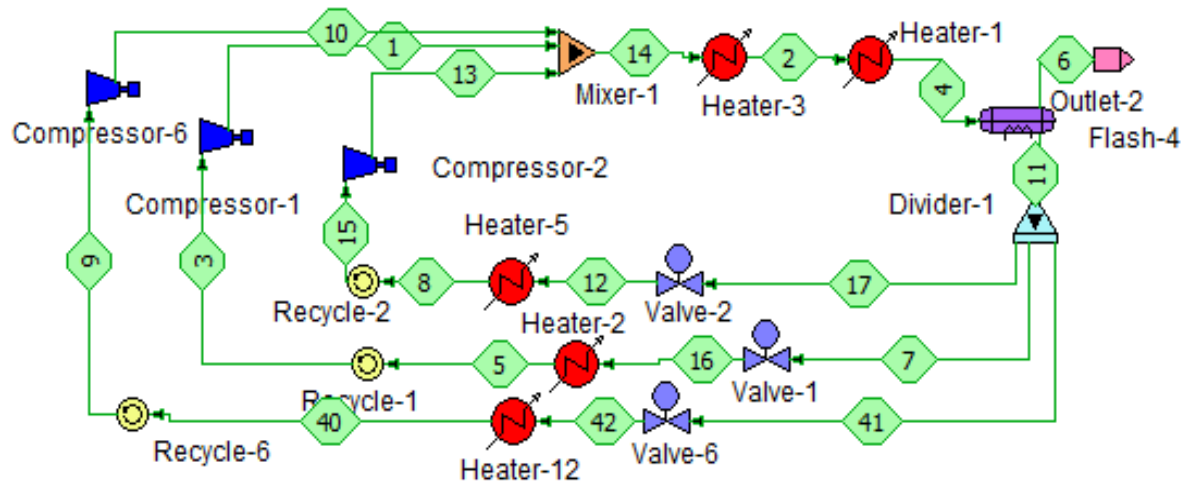 10
1
13
14
2
Heater-1
6
4
Mixer-1
Heater-3
Outlet-2
Flash-4
Compressor-6
Compressor-1
Compressor-2
11
Divider-1
9
3
15
Heater-5
8
12
17
Recycle-2
Valve-2
Heater-2
5
16
7
Recycle-1
Valve-1
40
42
41
Recycle-6
Heater-12
Valve-6